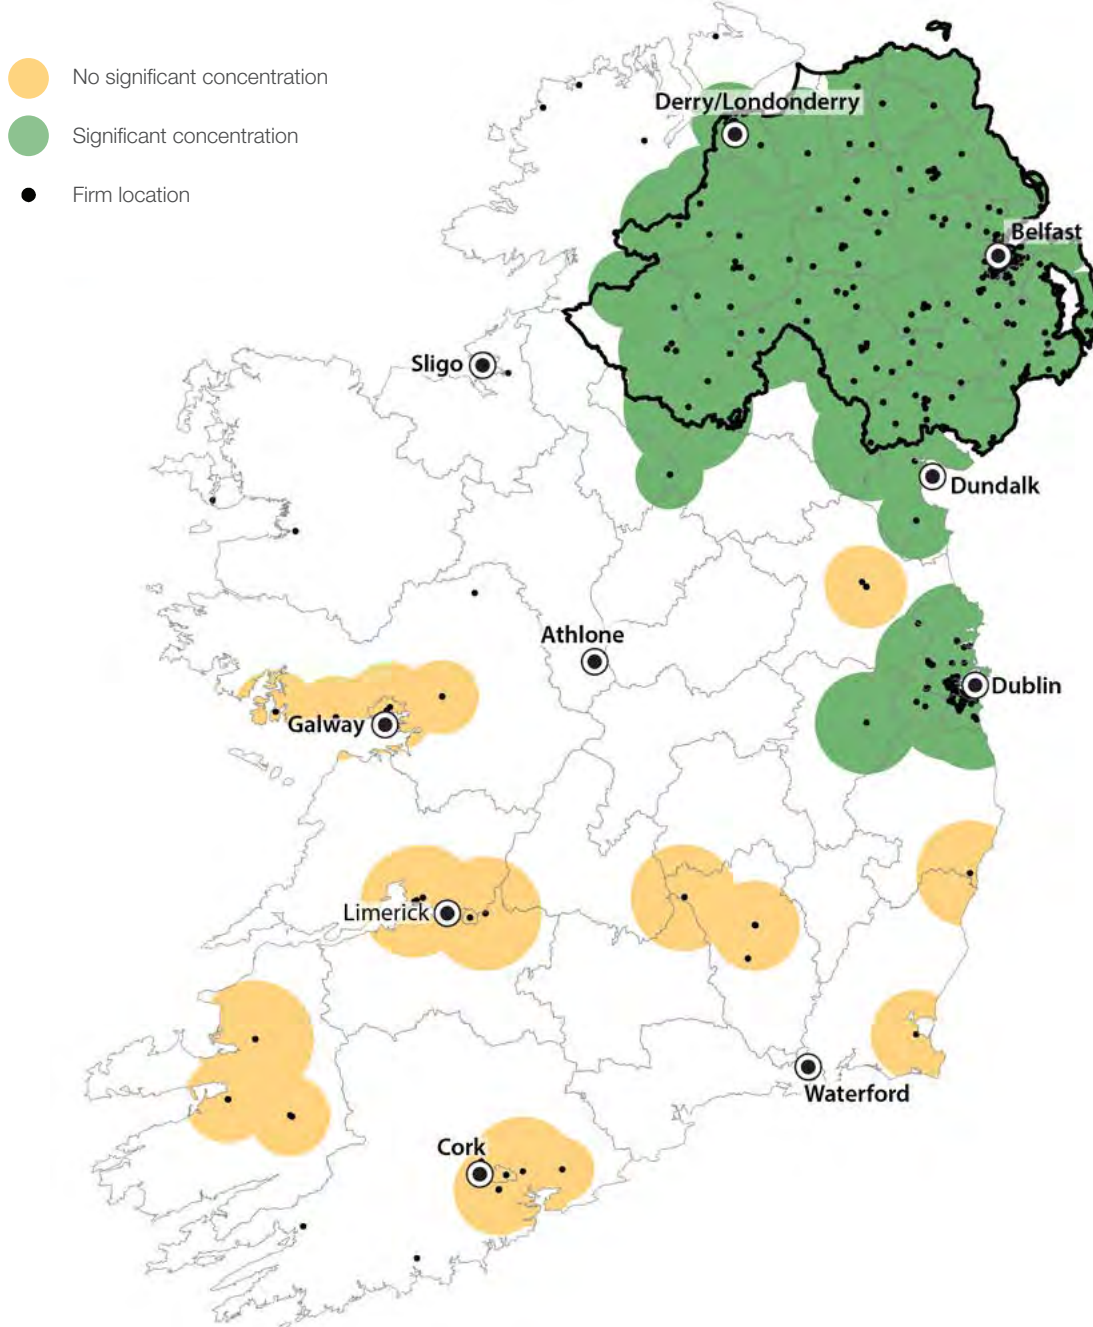 No significant concentration
Significant concentration
Firm location
Derry/Londonderry
Belfast
Sligo
Dundalk
Athlone
Dublin
Galway
Limerick
Waterford
Cork